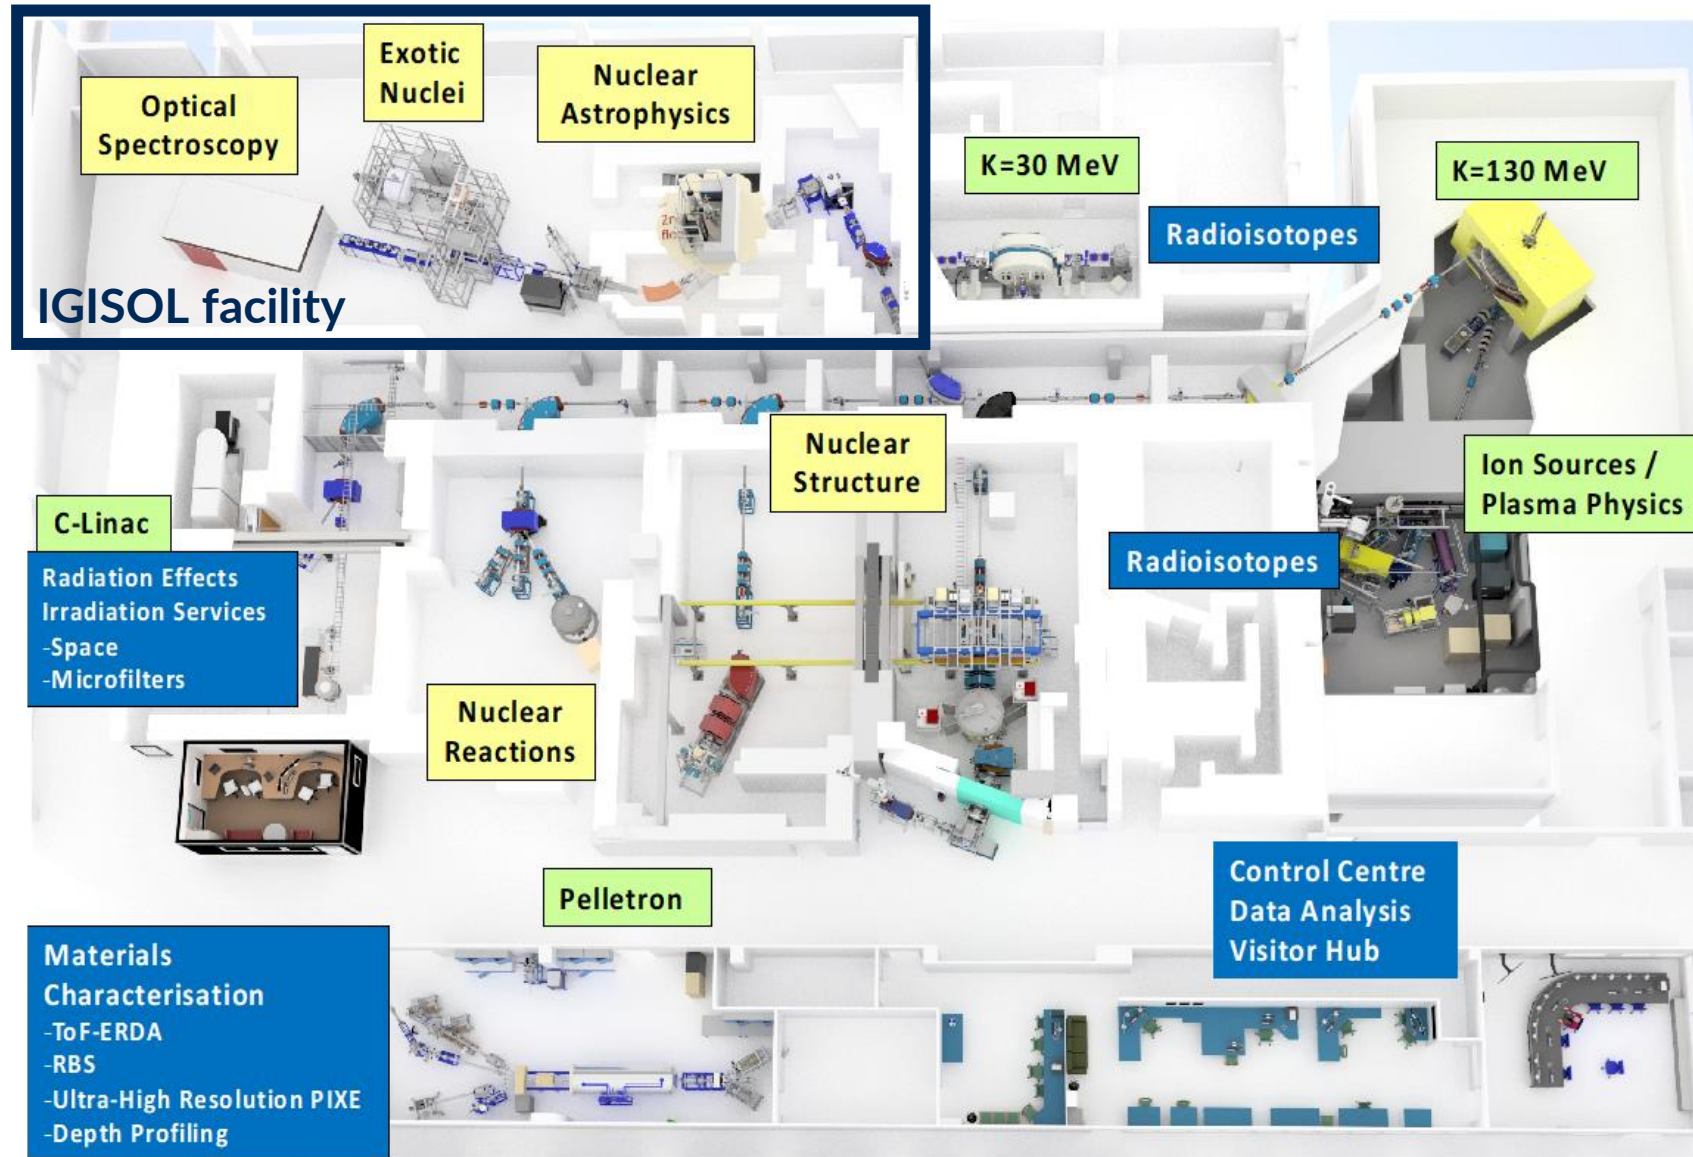 Optical
Spectroscopy
Exotic
Nuclei
Nuclear
Astrophysics
2nd
IGISOL facility
K=30 MeV
Radioisotopes
K=130 MeV
Nuclear
Structure
Ion Sources /
Plasma Physics
C-Linac
Radiation Effects
Irradiation Services
-Space
-Microfilters
Radioisotopes
Nuclear
Reactions
Pelletron
Control Centre
Data Analysis
Visitor Hub
Materials
Characterisation
-ToF-ERDA
-RBS
-Ultra-High Resolution PIXE
-Depth Profiling